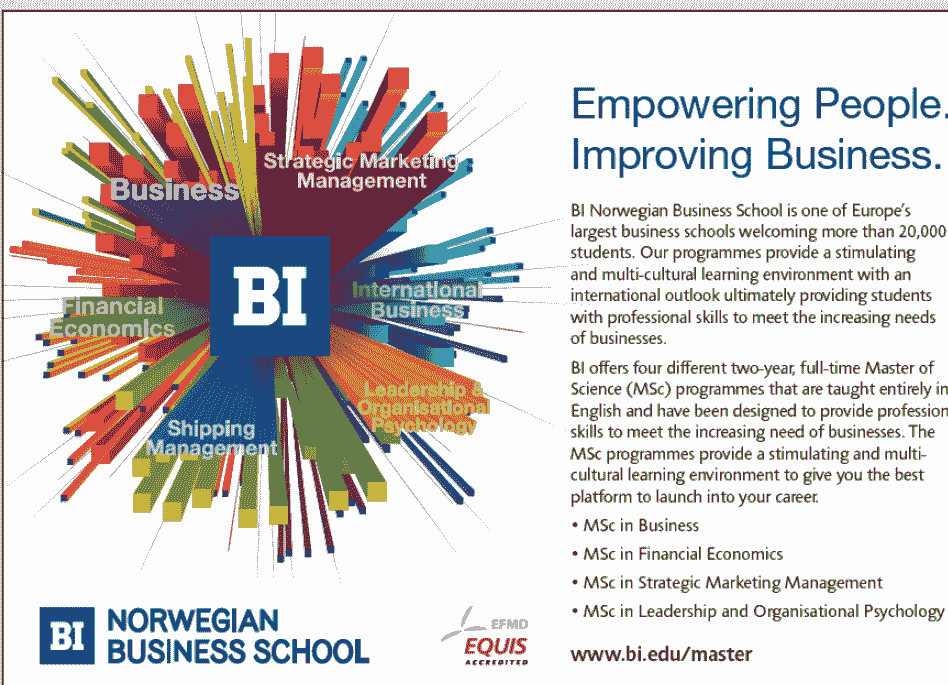 Strategic Marketing
Management
Business
BI
International
Business
Financial
Economics
Leadership &
Organisational
Psychology
Shipping
Management
BI
NORWEGIAN
BUSINESS SCHOOL
EFMD
EQUIS
ACCREDITED
Empowering People.
Improving Business.
BI Norwegian Business School is one of Europe's
largest business schools welcoming more than 20,000
students. Our programmes provide a stimulating
and multi-cultural learning environment with an
international outlook ultimately providing students
with professional skills to meet the increasing needs
of businesses.
BI offers four different two-year, full-time Master of
Science (MSc) programmes that are taught entirely in
English and have been designed to provide profession
skills to meet the increasing need of businesses. The
MSc programmes provide a stimulating and multi-
cultural learning environment to give you the best
platform to launch into your career.
• MSc in Business
• MSc in Financial Economics
• MSc in Strategic Marketing Management
• MSc in Leadership and Organisational Psychology
www.bi.edu/master